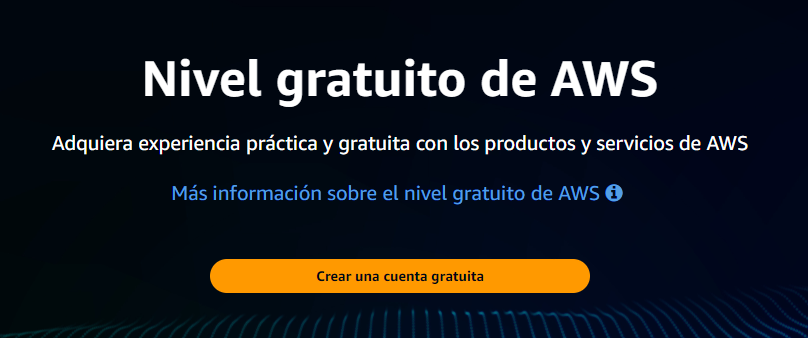 Nivel gratuito de AWS
Adquiera experiencia práctica y gratuita con los productos y servicios de AWS
Más información sobre el nivel gratuito de AWS
Crear una cuenta gratuita